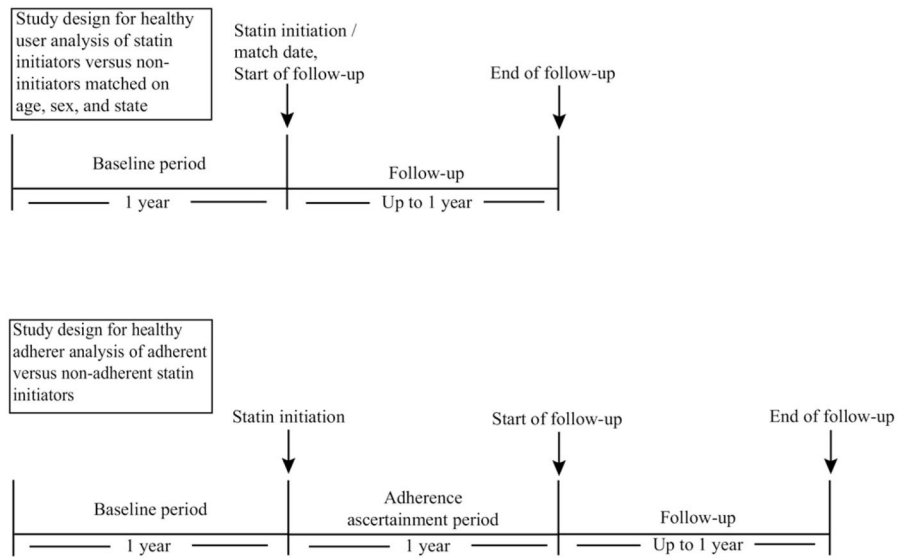 Study design for healthy
user analysis of statin
initiators versus non-
initiators matched on
age, sex, and state
Statin initiation /
match date,
Start of follow-up
End of follow-up
Baseline period
Follow-up
1 year
Up to 1 year
Study design for healthy
adherer analysis of adherent
versus non-adherent statin
initiators
Statin initiation
Start of follow-up
End of follow-up
Baseline period
Adherence
ascertainment period
Follow-up
1 year
1 year
Up to 1 year